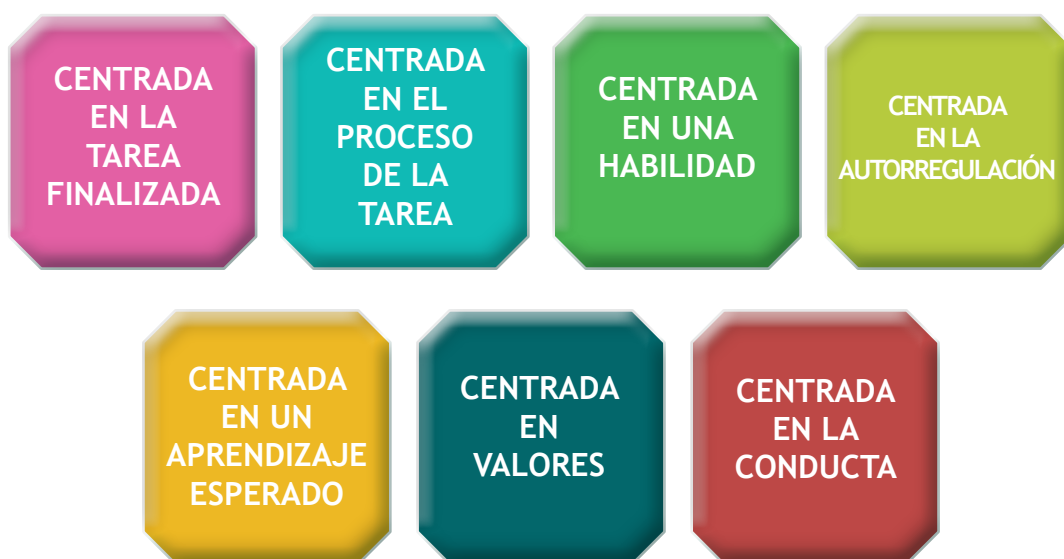 CENTRADA
EN LA
TAREA
FINALIZADA
CENTRADA
EN EL
PROCESO
DE LA
TAREA
CENTRADA
EN UNA
HABILIDAD
CENTRADA
EN LA
AUTORREGULACIÓN
CENTRADA
EN UN
APRENDIZAJE
ESPERADO
CENTRADA
EN
VALORES
CENTRADA
EN LA
CONDUCTA